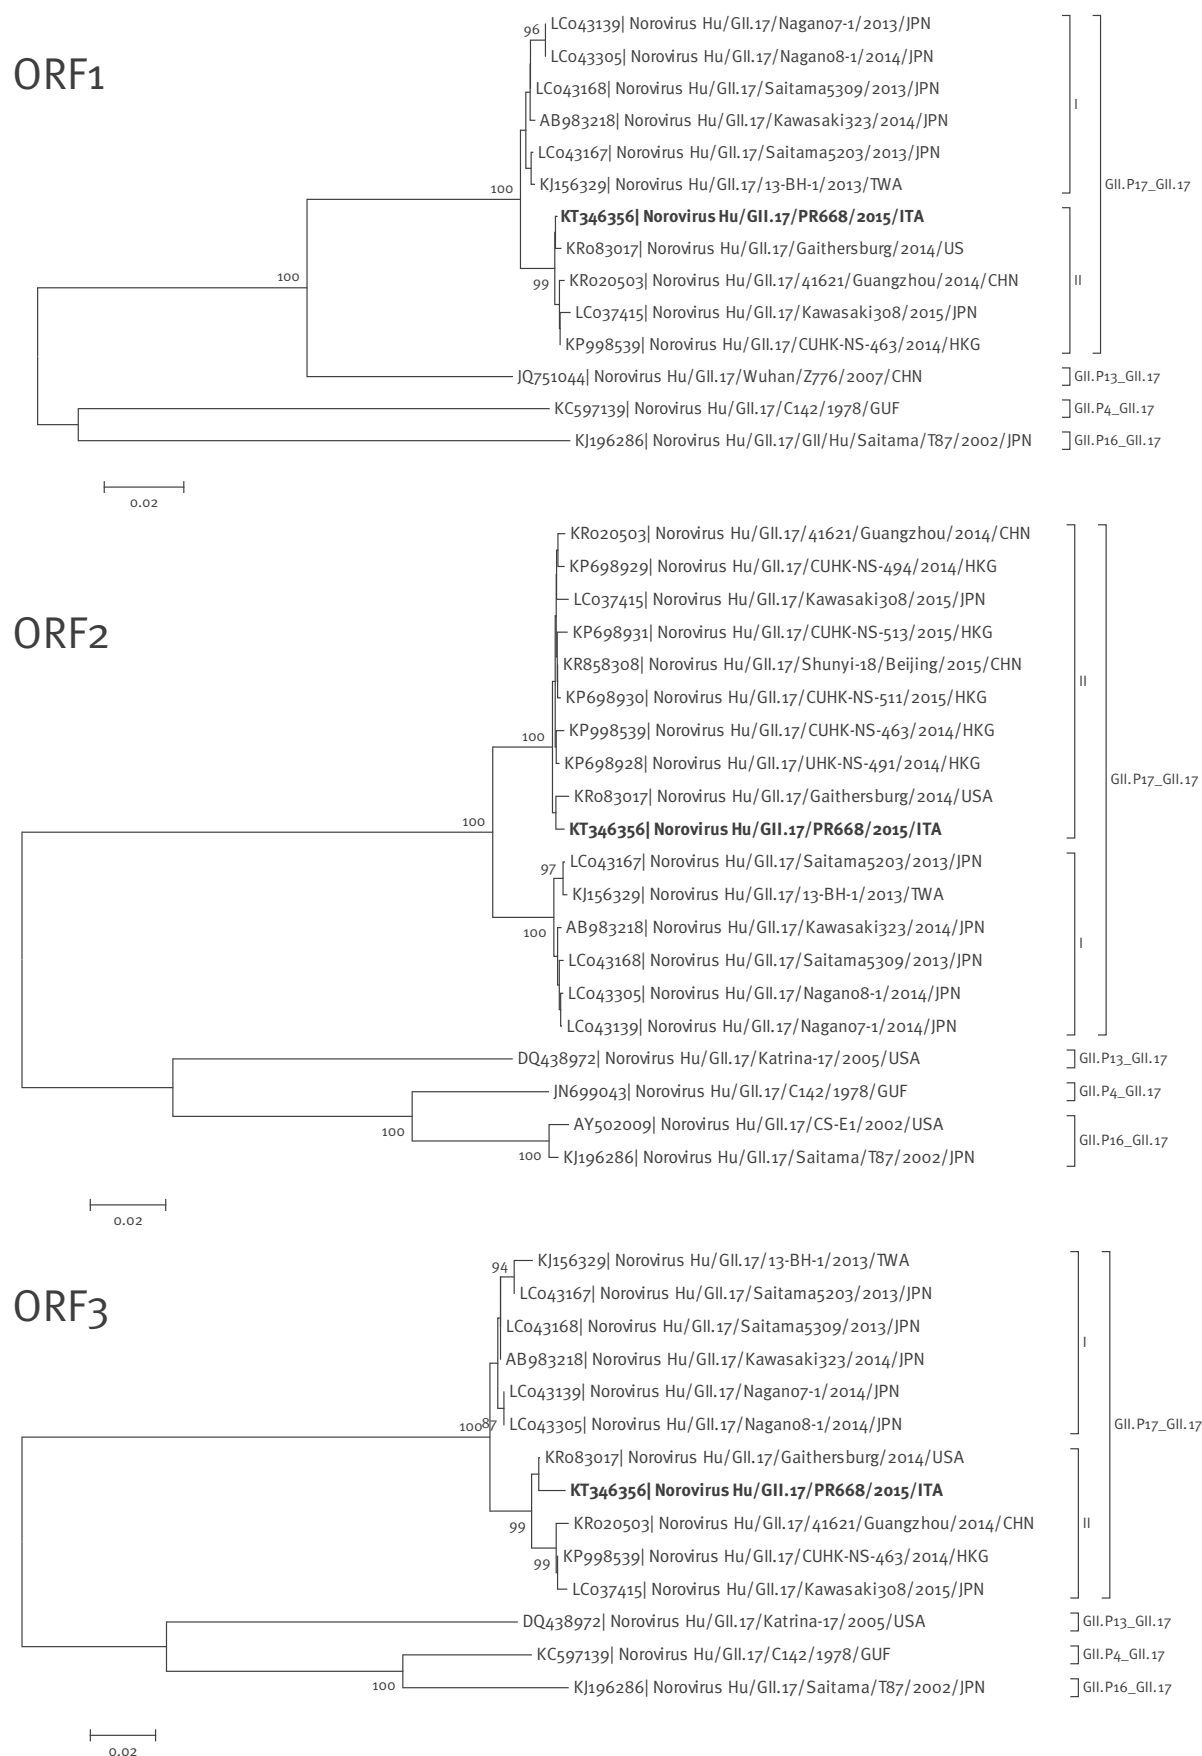 ORF1
96
LC043139| Norovirus Hu/GII.17/Nagano7-1/2013/JPN
LC043305| Norovirus Hu/GII.17/Nagano8-1/2014/JPN
LC043168| Norovirus Hu/GII.17/Saitama5309/2013/JPN
I
AB983218| Norovirus Hu/GII.17/Kawasaki323/2014/JPN
LC043167| Norovirus Hu/GII.17/Saitama5203/2013/JPN
100
KJ156329| Norovirus Hu/GII.17/13-BH-1/2013/TWA
GII.P17_GII.17
KT346356| Norovirus Hu/GII.17/PR668/2015/ITA
KR083017| Norovirus Hu/GII.17/Gaithersburg/2014/US
100
99
KR020503| Norovirus Hu/GII.17/41621/Guangzhou/2014/CHN
II
LC037415| Norovirus Hu/GII.17/Kawasaki308/2015/JPN
KP998539| Norovirus Hu/GII.17/CUHK-NS-463/2014/HKG
JQ751044| Norovirus Hu/GII.17/Wuhan/Z776/2007/CHN
GII.P13_GII.17
KC597139| Norovirus Hu/GII.17/C142/1978/GUF
GII.P4_GII.17
KJ196286| Norovirus Hu/GII.17/GII/Hu/Saitama/T87/2002/JPN
GII.P16_GII.17
0.02
ORF2
KR020503| Norovirus Hu/GII.17/41621/Guangzhou/2014/CHN
KP698929| Norovirus Hu/GII.17/CUHK-NS-494/2014/HKG
LC037415| Norovirus Hu/GII.17/Kawasaki308/2015/JPN
KP698931| Norovirus Hu/GII.17/CUHK-NS-513/2015/HKG
KR858308| Norovirus Hu/GII.17/Shunyi-18/Beijing/2015/CHN
II
KP698930| Norovirus Hu/GII.17/CUHK-NS-511/2015/HKG
100
KP998539| Norovirus Hu/GII.17/CUHK-NS-463/2014/HKG
KP698928| Norovirus Hu/GII.17/UHK-NS-491/2014/HKG
GII.P17_GII.17
KR083017| Norovirus Hu/GII.17/Gaithersburg/2014/USA
100
KT346356| Norovirus Hu/GII.17/PR668/2015/ITA
97
LC043167| Norovirus Hu/GII.17/Saitama5203/2013/JPN
KJ156329| Norovirus Hu/GII.17/13-BH-1/2013/TWA
100
AB983218| Norovirus Hu/GII.17/Kawasaki323/2014/JPN
I
LC043168| Norovirus Hu/GII.17/Saitama5309/2013/JPN
LC043305| Norovirus Hu/GII.17/Nagano8-1/2014/JPN
LC043139| Norovirus Hu/GII.17/Nagano7-1/2014/JPN
DQ438972| Norovirus Hu/GII.17/Katrina-17/2005/USA
GII.P13_GII.17
JN699043| Norovirus Hu/GII.17/C142/1978/GUF
GII.P4_GII.17
100
AY502009| Norovirus Hu/GII.17/CS-E1/2002/USA
GII.P16_GII.17
100
KJ196286| Norovirus Hu/GII.17/Saitama/T87/2002/JPN
0.02
ORF3
94
KJ156329| Norovirus Hu/GII.17/13-BH-1/2013/TWA
LC043167| Norovirus Hu/GII.17/Saitama5203/2013/JPN
LC043168| Norovirus Hu/GII.17/Saitama5309/2013/JPN
I
AB983218| Norovirus Hu/GII.17/Kawasaki323/2014/JPN
LC043139| Norovirus Hu/GII.17/Nagano7-1/2014/JPN
100
87
LC043305| Norovirus Hu/GII.17/Nagano8-1/2014/JPN
GII.P17_GII.17
KR083017| Norovirus Hu/GII.17/Gaithersburg/2014/USA
KT346356| Norovirus Hu/GII.17/PR668/2015/ITA
99
KR020503| Norovirus Hu/GII.17/41621/Guangzhou/2014/CHN
II
99
KP998539| Norovirus Hu/GII.17/CUHK-NS-463/2014/HKG
LC037415| Norovirus Hu/GII.17/Kawasaki308/2015/JPN
DQ438972| Norovirus Hu/GII.17/Katrina-17/2005/USA
GII.P13_GII.17
KC597139| Norovirus Hu/GII.17/C142/1978/GUF
GII.P4_GII.17
100
KJ196286| Norovirus Hu/GII.17/Saitama/T87/2002/JPN
GII.P16_GII.17
0.02